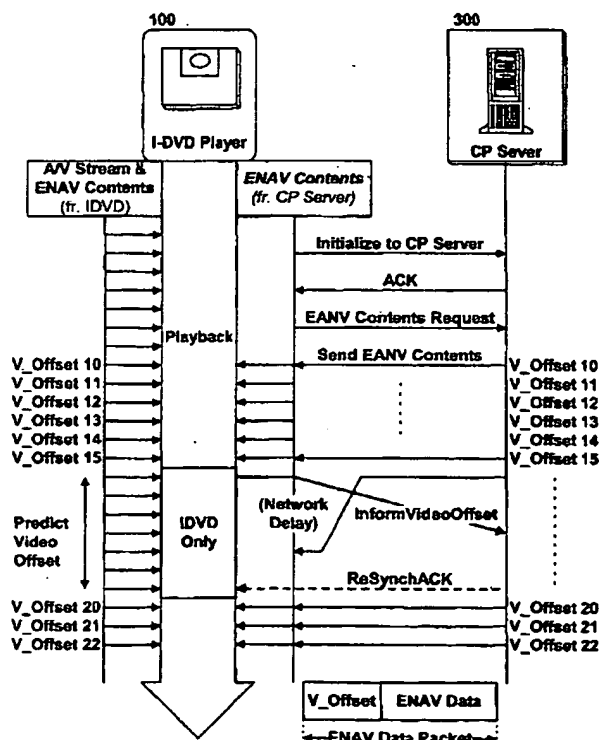 100
300
I-DVD Player
CP Sever
A/V Stream &
ENAV Contents
(fr. IDVD)
ENAV Contents
(fr. CP Server)
Initialize to CP Server
ACK
EANV Contents Request
Playback
Send EANV Contents
V_Offset 10
V_Offset 10
V_Offset 11
V_Offset 11
V_Offset 12
V_Offset 12
V_Offset 13
V_Offset 13
V_Offset 14
V_Offset 14
V_Offset 15
V_Offset 15
Predict
Video
Offset
IDVD
Only
(Network
Delay)
InformVideoOffset
ReSynchACK
V_Offset 20
V_Offset 20
V_Offset 21
V_Offset 21
V_Offset 22
V_Offset 22
V_Offset
ENAV Data
ENAV Data Packet